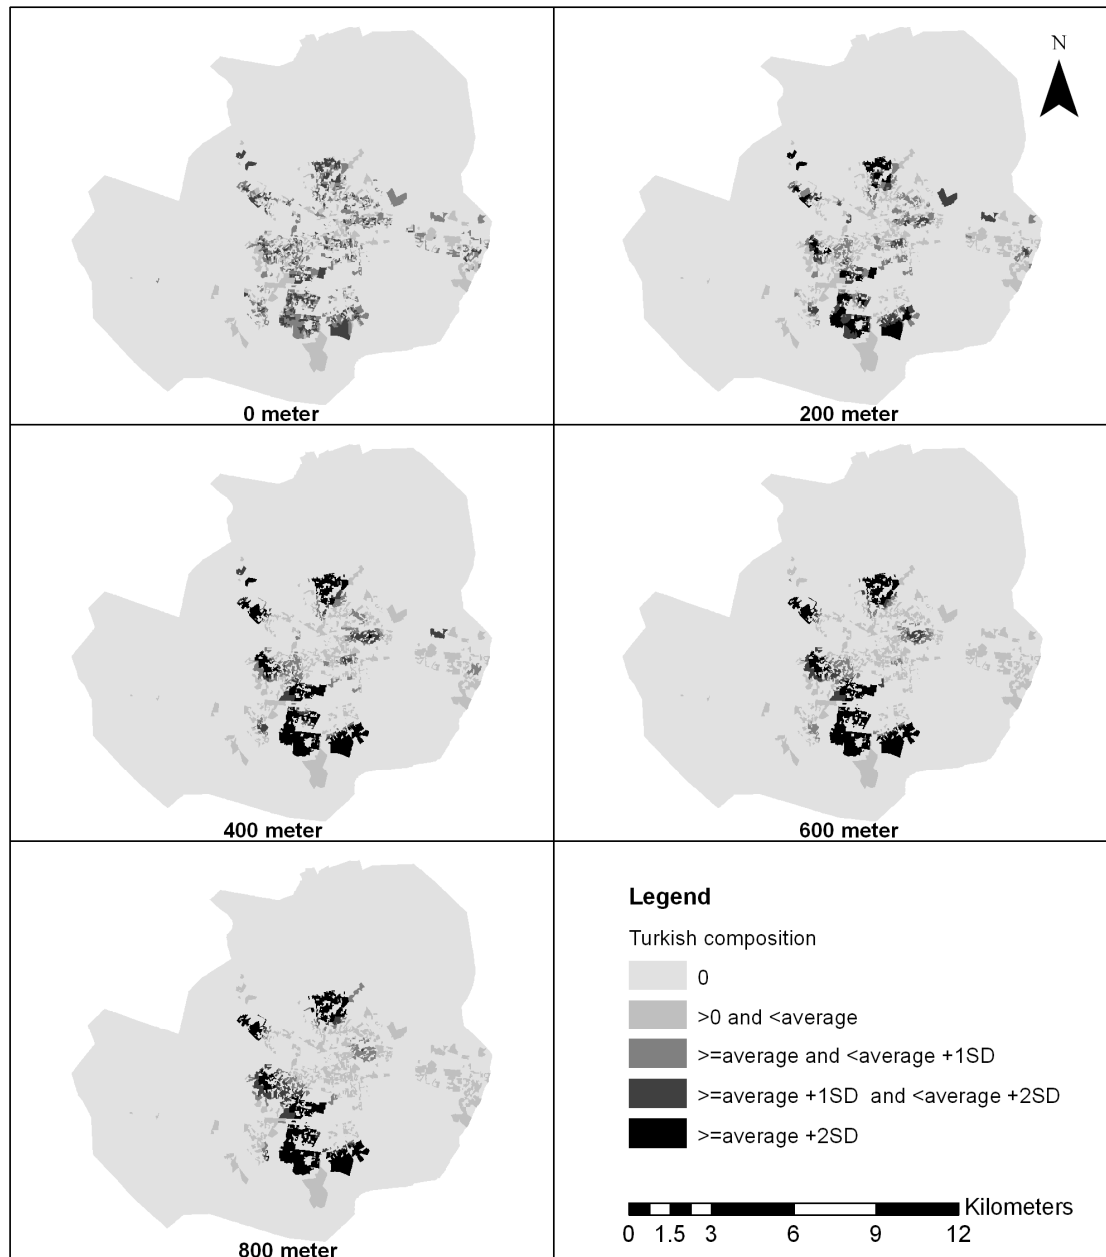 N
0 meter
200 meter
400 meter
600 meter
800 meter
Legend
Turkish composition
0
>0 and <average
>=average and <average +1SD
>=average +1SD and <average +2SD
>=average +2SD
Kilometers
0 1.5 3 6 9 12